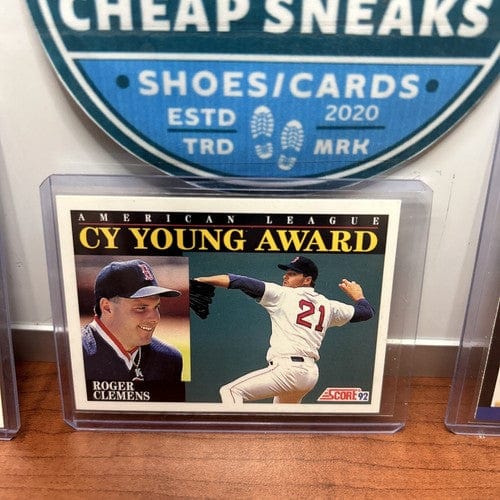 CHEAP SNEAKS
• SHOES/CARDS •
ESTD 2020
TRD MRK
AMERICAN LEAGUE
CY YOUNG AWARD
B
21
ROGER
CLEMENS
SCORE 92